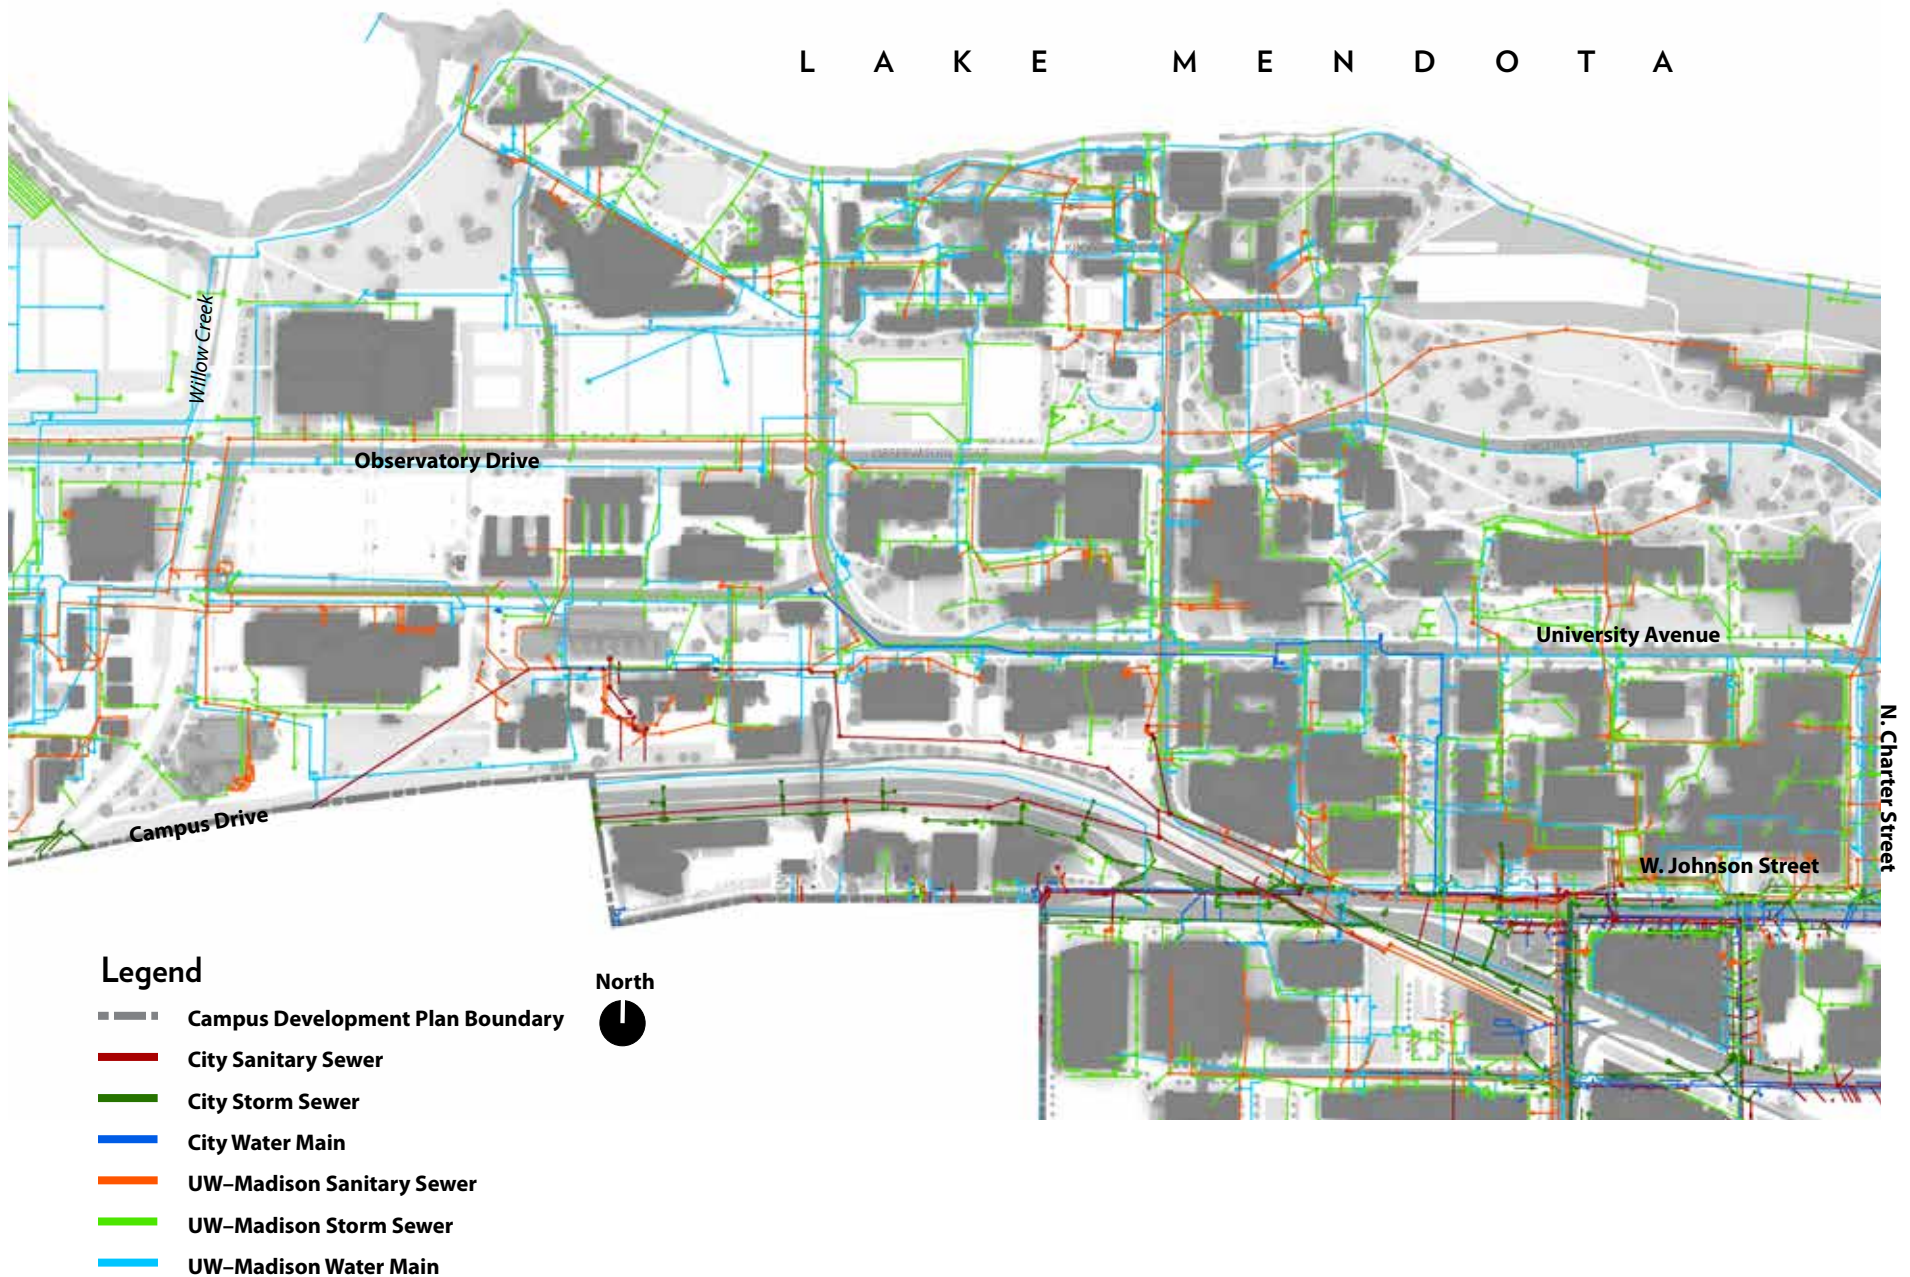 LAKE MENDOTA
Willow Creek
Observatory Drive
University Avenue
N. Charter Street
W. Johnson Street
Campus Drive
Legend
North
Campus Development Plan Boundary
City Sanitary Sewer
City Storm Sewer
City Water Main
UW–Madison Sanitary Sewer
UW–Madison Storm Sewer
UW–Madison Water Main